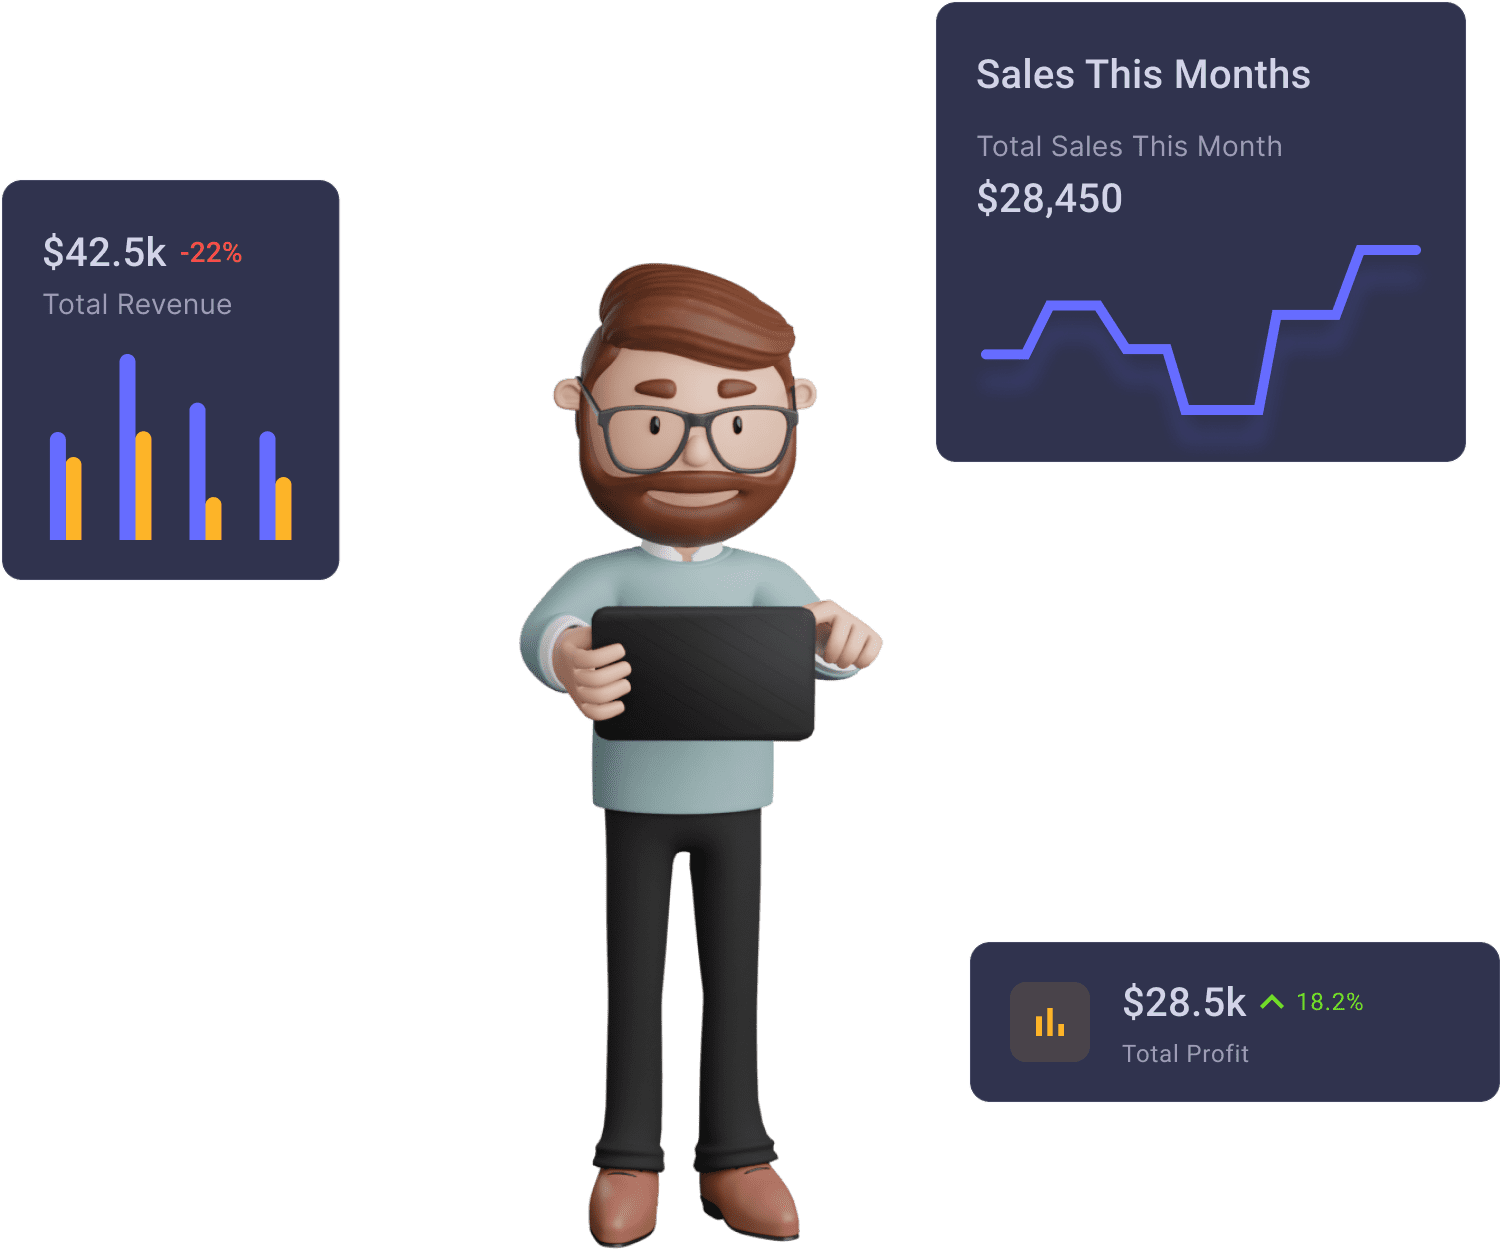 Sales This Months
Total Sales This Month
$28,450
$42.5k -22%
Total Revenue
$28.5k 18.2%
Total Profit